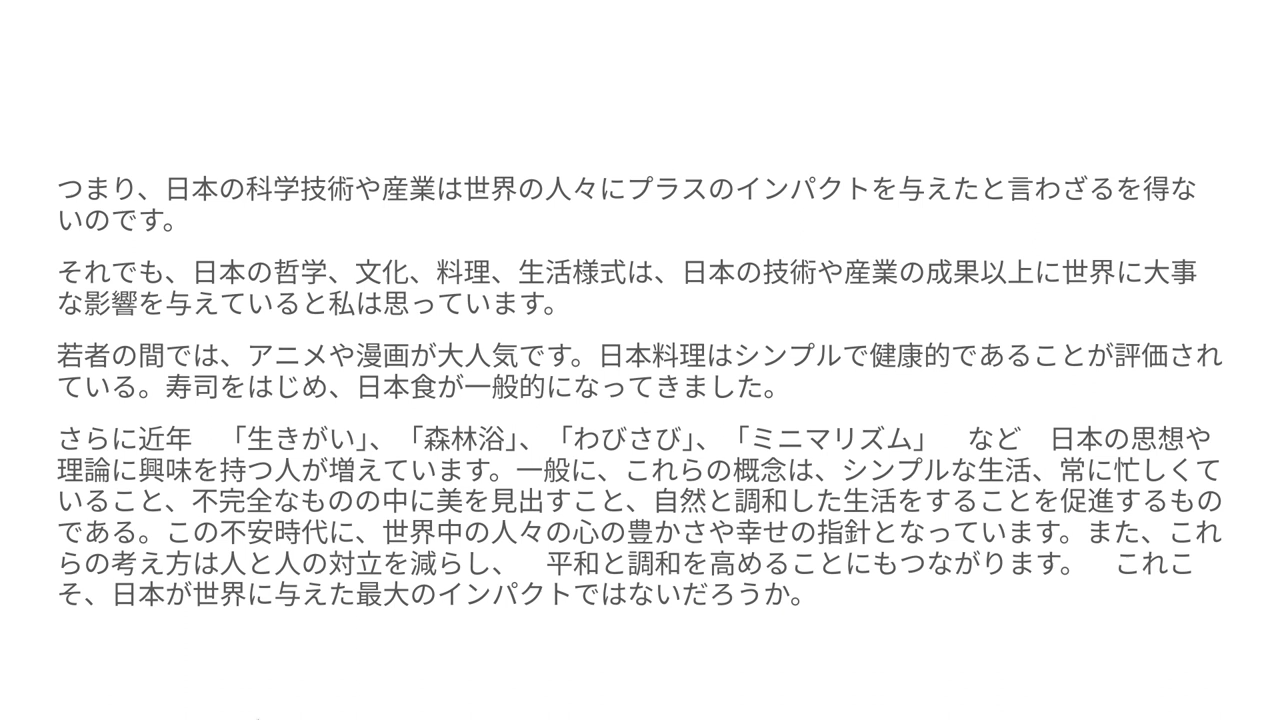 つまり、日本の科学技術や産業は世界の人々にプラスのインパクトを与えたと言わざるを得な
いのです。
それでも、日本の哲学、文化、料理、生活様式は、日本の技術や産業の成果以上に世界に大事
な影響を与えていると私は思っています。
若者の間では、アニメや漫画が大人気です。日本料理はシンプルで健康的であることが評価され
ている。寿司をはじめ、日本食が一般的になってきました。
さらに近年　「生きがい」、「森林浴」、「わびさび」、「ミニマリズム」　など　日本の思想や
理論に興味を持つ人が増えています。一般に、これらの概念は、シンプルな生活、常に忙しくて
いること、不完全なものの中に美を見出すこと、自然と調和した生活をすることを促進するもの
である。この不安時代に、世界中の人々の心の豊かさや幸せの指針となっています。また、これ
らの考え方は人と人の対立を減らし、　平和と調和を高めることにもつながります。　これこ
そ、日本が世界に与えた最大のインパクトではないだろうか。